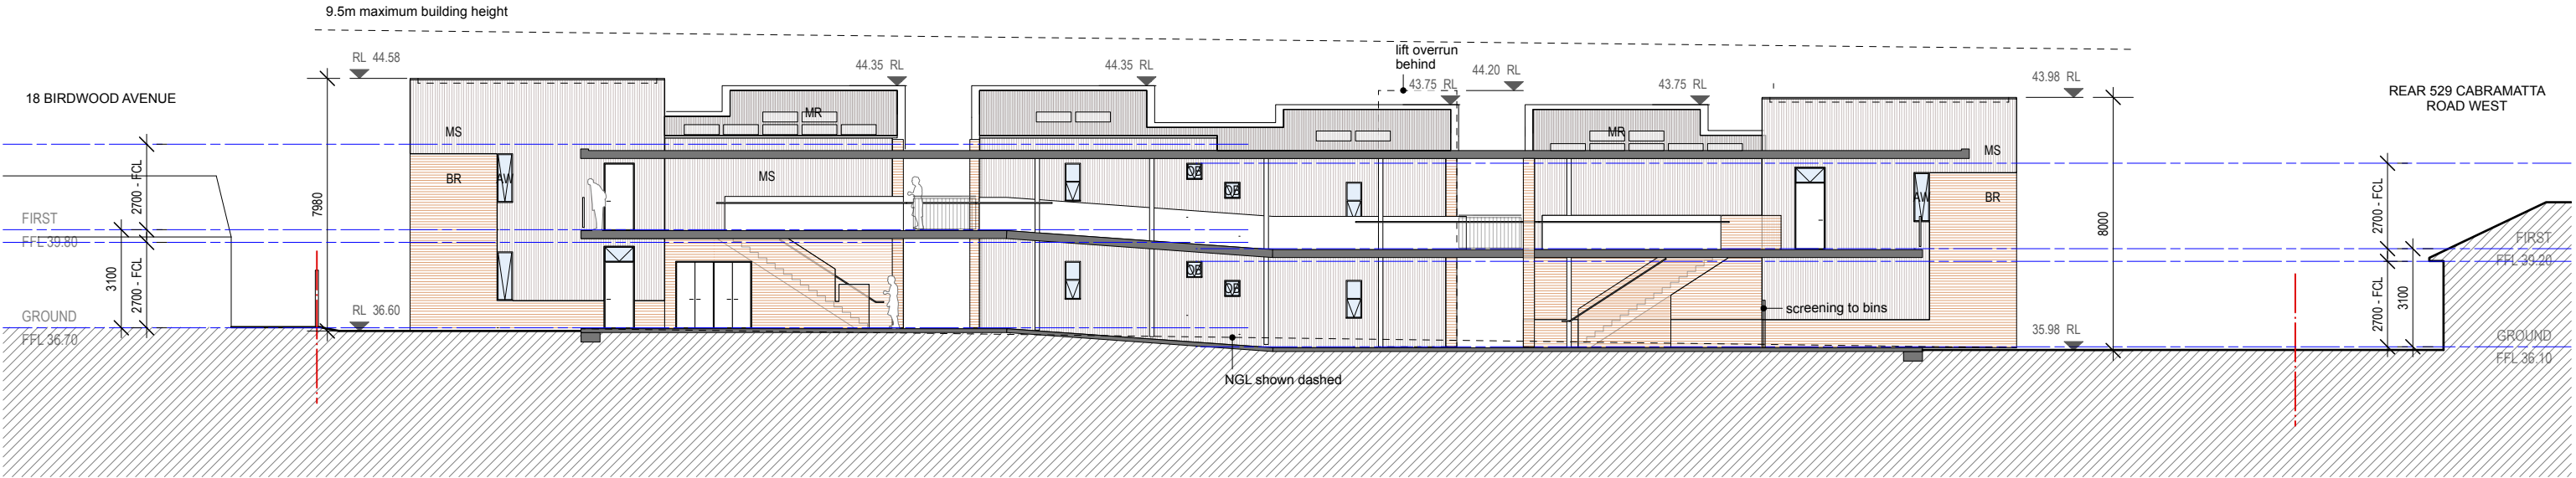 9.5m maximum building height
lift overrun
behind
RL 44.58
44.35 RL
44.35 RL
43.75 RL
44.20 RL
43.75 RL
43.98 RL
18 BIRDWOOD AVENUE
REAR 529 CABRAMATTA
ROAD WEST
MR
MR
MS
MS
MS
BR
AW
OB
OB
AW
BR
2700 - FCL
7980
2700 - FCL
8000
FIRST
FFL 39.80
FIRST
FFL 39.20
3100
2700 - FCL
OB
OB
2700 - FCL
3100
GROUND
FFL 36.70
RL 36.60
screening to bins
35.98 RL
GROUND
FFL 36.10
NGL shown dashed